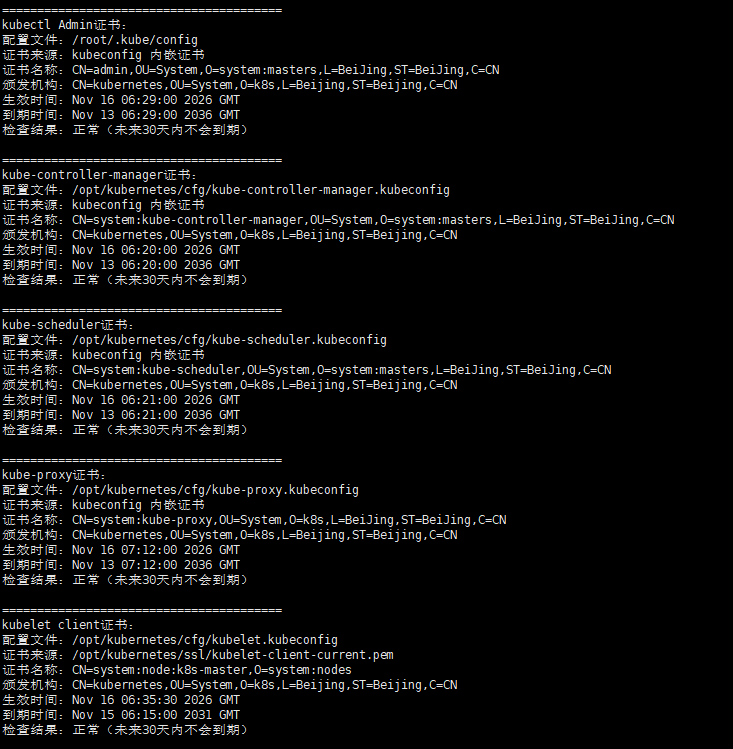 ========================================
kubectl Admin证书:
配置文件: /root/.kube/config
证书来源: kubeconfig 内嵌证书
证书名称: CN=admin,OU=System,O=system:masters,L=BeiJing,ST=BeiJing,C=CN
颁发机构: CN=kubernetes,OU=System,O=k8s,L=Beijing,ST=Beijing,C=CN
生效时间: Nov 16 06:29:00 2026 GMT
到期时间: Nov 13 06:29:00 2036 GMT
检查结果: 正常（未来30天内不会到期）
========================================
kube-controller-manager证书:
配置文件: /opt/kubernetes/cfg/kube-controller-manager.kubeconfig
证书来源: kubeconfig 内嵌证书
证书名称: CN=system:kube-controller-manager,OU=System,O=system:masters,L=BeiJing,ST=BeiJing,C=CN
颁发机构: CN=kubernetes,OU=System,O=k8s,L=Beijing,ST=Beijing,C=CN
生效时间: Nov 16 06:20:00 2026 GMT
到期时间: Nov 13 06:20:00 2036 GMT
检查结果: 正常（未来30天内不会到期）
========================================
kube-scheduler证书:
配置文件: /opt/kubernetes/cfg/kube-scheduler.kubeconfig
证书来源: kubeconfig 内嵌证书
证书名称: CN=system:kube-scheduler,OU=System,O=system:masters,L=BeiJing,ST=BeiJing,C=CN
颁发机构: CN=kubernetes,OU=System,O=k8s,L=Beijing,ST=Beijing,C=CN
生效时间: Nov 16 06:21:00 2026 GMT
到期时间: Nov 13 06:21:00 2036 GMT
检查结果: 正常（未来30天内不会到期）
========================================
kube-proxy证书:
配置文件: /opt/kubernetes/cfg/kube-proxy.kubeconfig
证书来源: kubeconfig 内嵌证书
证书名称: CN=system:kube-proxy,OU=System,O=k8s,L=BeiJing,ST=BeiJing,C=CN
颁发机构: CN=kubernetes,OU=System,O=k8s,L=Beijing,ST=Beijing,C=CN
生效时间: Nov 16 07:12:00 2026 GMT
到期时间: Nov 13 07:12:00 2036 GMT
检查结果: 正常（未来30天内不会到期）
========================================
kubelet client证书:
配置文件: /opt/kubernetes/cfg/kubelet.kubeconfig
证书来源: /opt/kubernetes/ssl/kubelet-client-current.pem
证书名称: CN=system:node:k8s-master,O=system:nodes
颁发机构: CN=kubernetes,OU=System,O=k8s,L=Beijing,ST=Beijing,C=CN
生效时间: Nov 16 06:35:30 2026 GMT
到期时间: Nov 15 06:15:00 2031 GMT
检查结果: 正常（未来30天内不会到期）